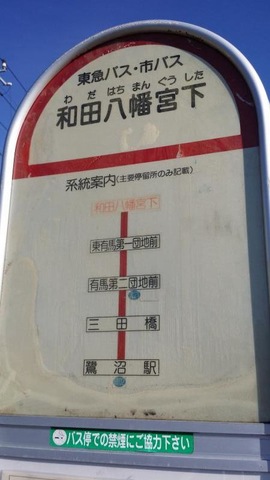 東急バス・市バス
わだはちまんぐうした
和田八幡宮下
系統案内(主要停留所のみ記載)
和田八幡宮下
東有馬第一団地前
有馬第二団地前
三田橋
鷺沼駅
バス停での禁煙にご協力下さい